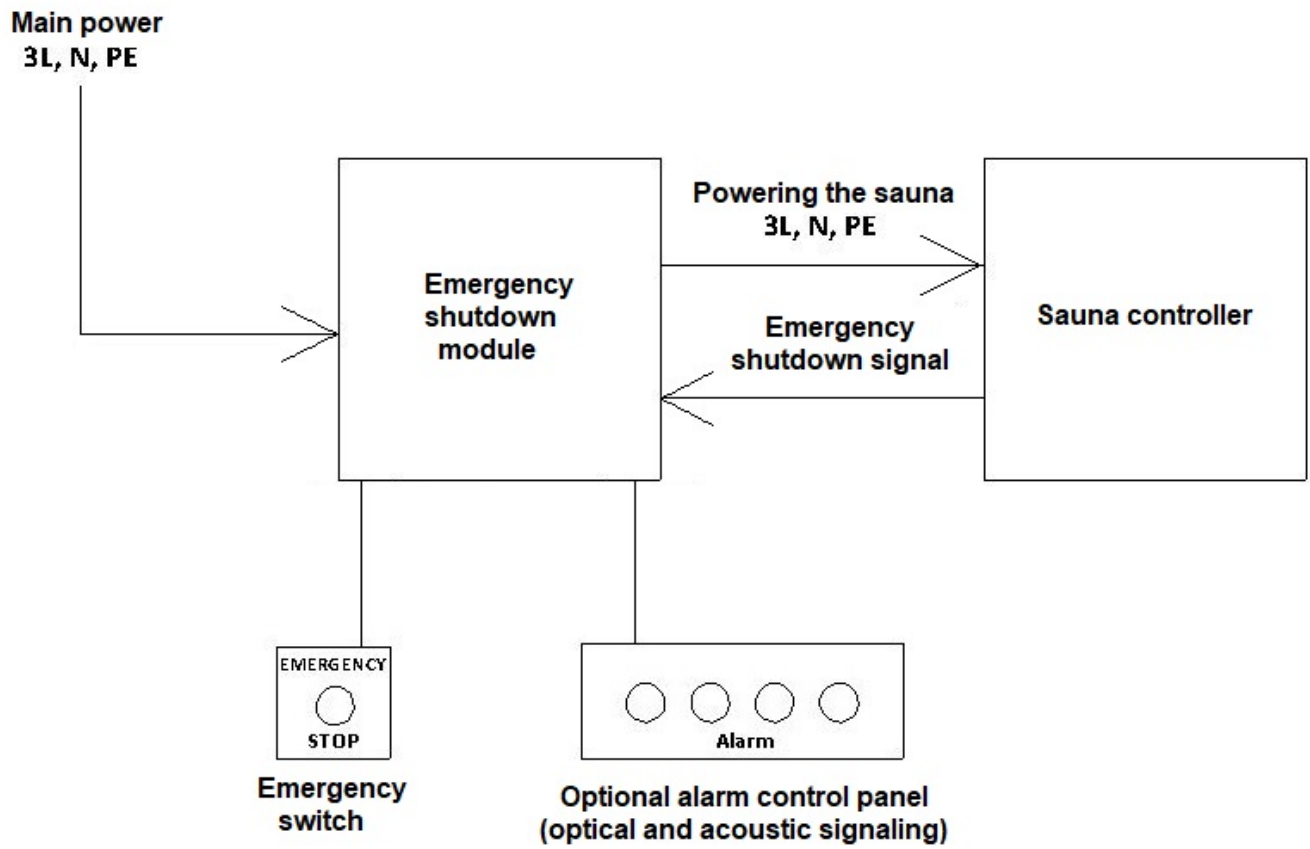 Main power
3L, N, PE
Powering the sauna
3L, N, PE
Emergency
shutdown
module
Emergency
shutdown signal
Sauna controller
EMERGENCY
STOP
Emergency
switch
Alarm
Optional alarm control panel
(optical and acoustic signaling)